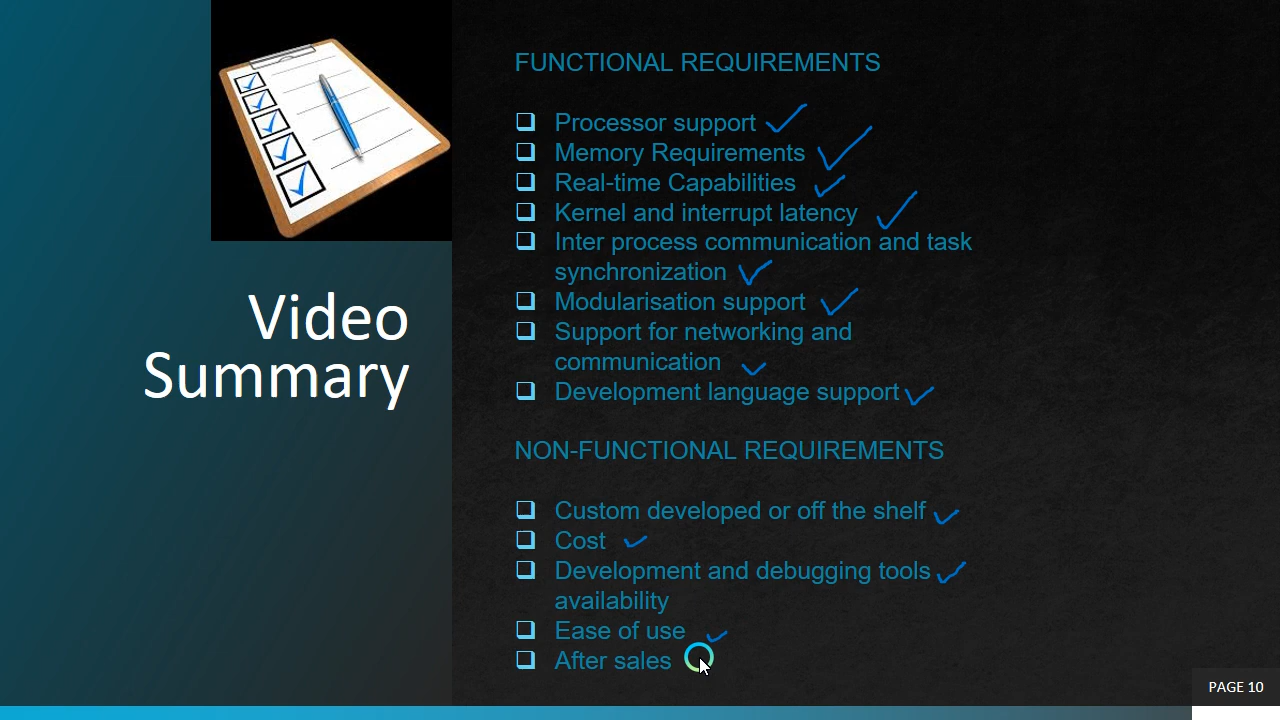 Video
Summary
FUNCTIONAL REQUIREMENTS
Processor support
Memory Requirements
Real-time Capabilities
Kernel and interrupt latency
Inter process communication and task
synchronization
Modularisation support
Support for networking and
communication
Development language support
NON-FUNCTIONAL REQUIREMENTS
Custom developed or off the shelf
Cost
Development and debugging tools
availability
Ease of use
After sales
PAGE 10